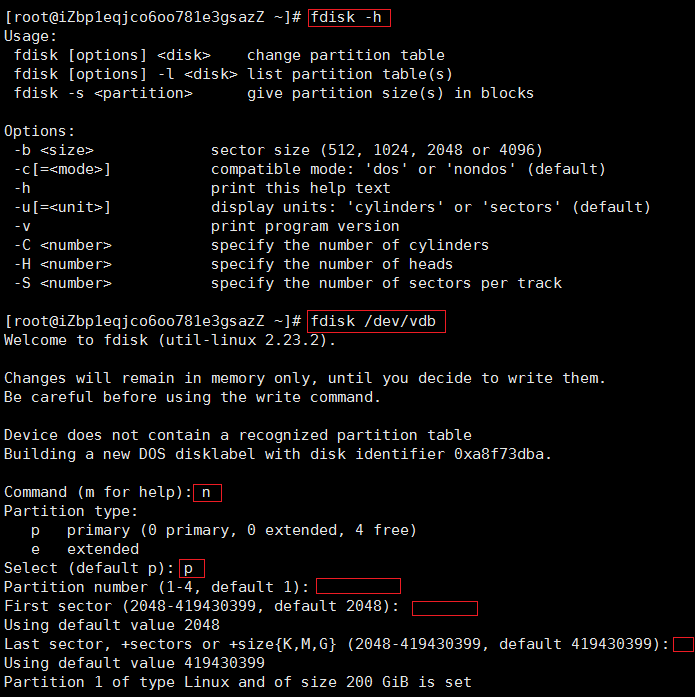 [root@iZbp1eqjco6oo781e3gsazZ ~]# fdisk -h
Usage:
 fdisk [options] <disk>    change partition table
 fdisk [options] -l <disk> list partition table(s)
 fdisk -s <partition>      give partition size(s) in blocks
Options:
 -b <size>             sector size (512, 1024, 2048 or 4096)
 -c[=<mode>]           compatible mode: 'dos' or 'nondos' (default)
 -h                    print this help text
 -u[=<unit>]           display units: 'cylinders' or 'sectors' (default)
 -v                    print program version
 -C <number>           specify the number of cylinders
 -H <number>           specify the number of heads
 -S <number>           specify the number of sectors per track
[root@iZbp1eqjco6oo781e3gsazZ ~]# fdisk /dev/vdb
Welcome to fdisk (util-linux 2.23.2).
Changes will remain in memory only, until you decide to write them.
Be careful before using the write command.
Device does not contain a recognized partition table
Building a new DOS disklabel with disk identifier 0xa8f73dba.
Command (m for help): n
Partition type:
   p   primary (0 primary, 0 extended, 4 free)
   e   extended
Select (default p): p
Partition number (1-4, default 1):
First sector (2048-419430399, default 2048):
Using default value 2048
Last sector, +sectors or +size{K,M,G} (2048-419430399, default 419430399):
Using default value 419430399
Partition 1 of type Linux and of size 200 GiB is set